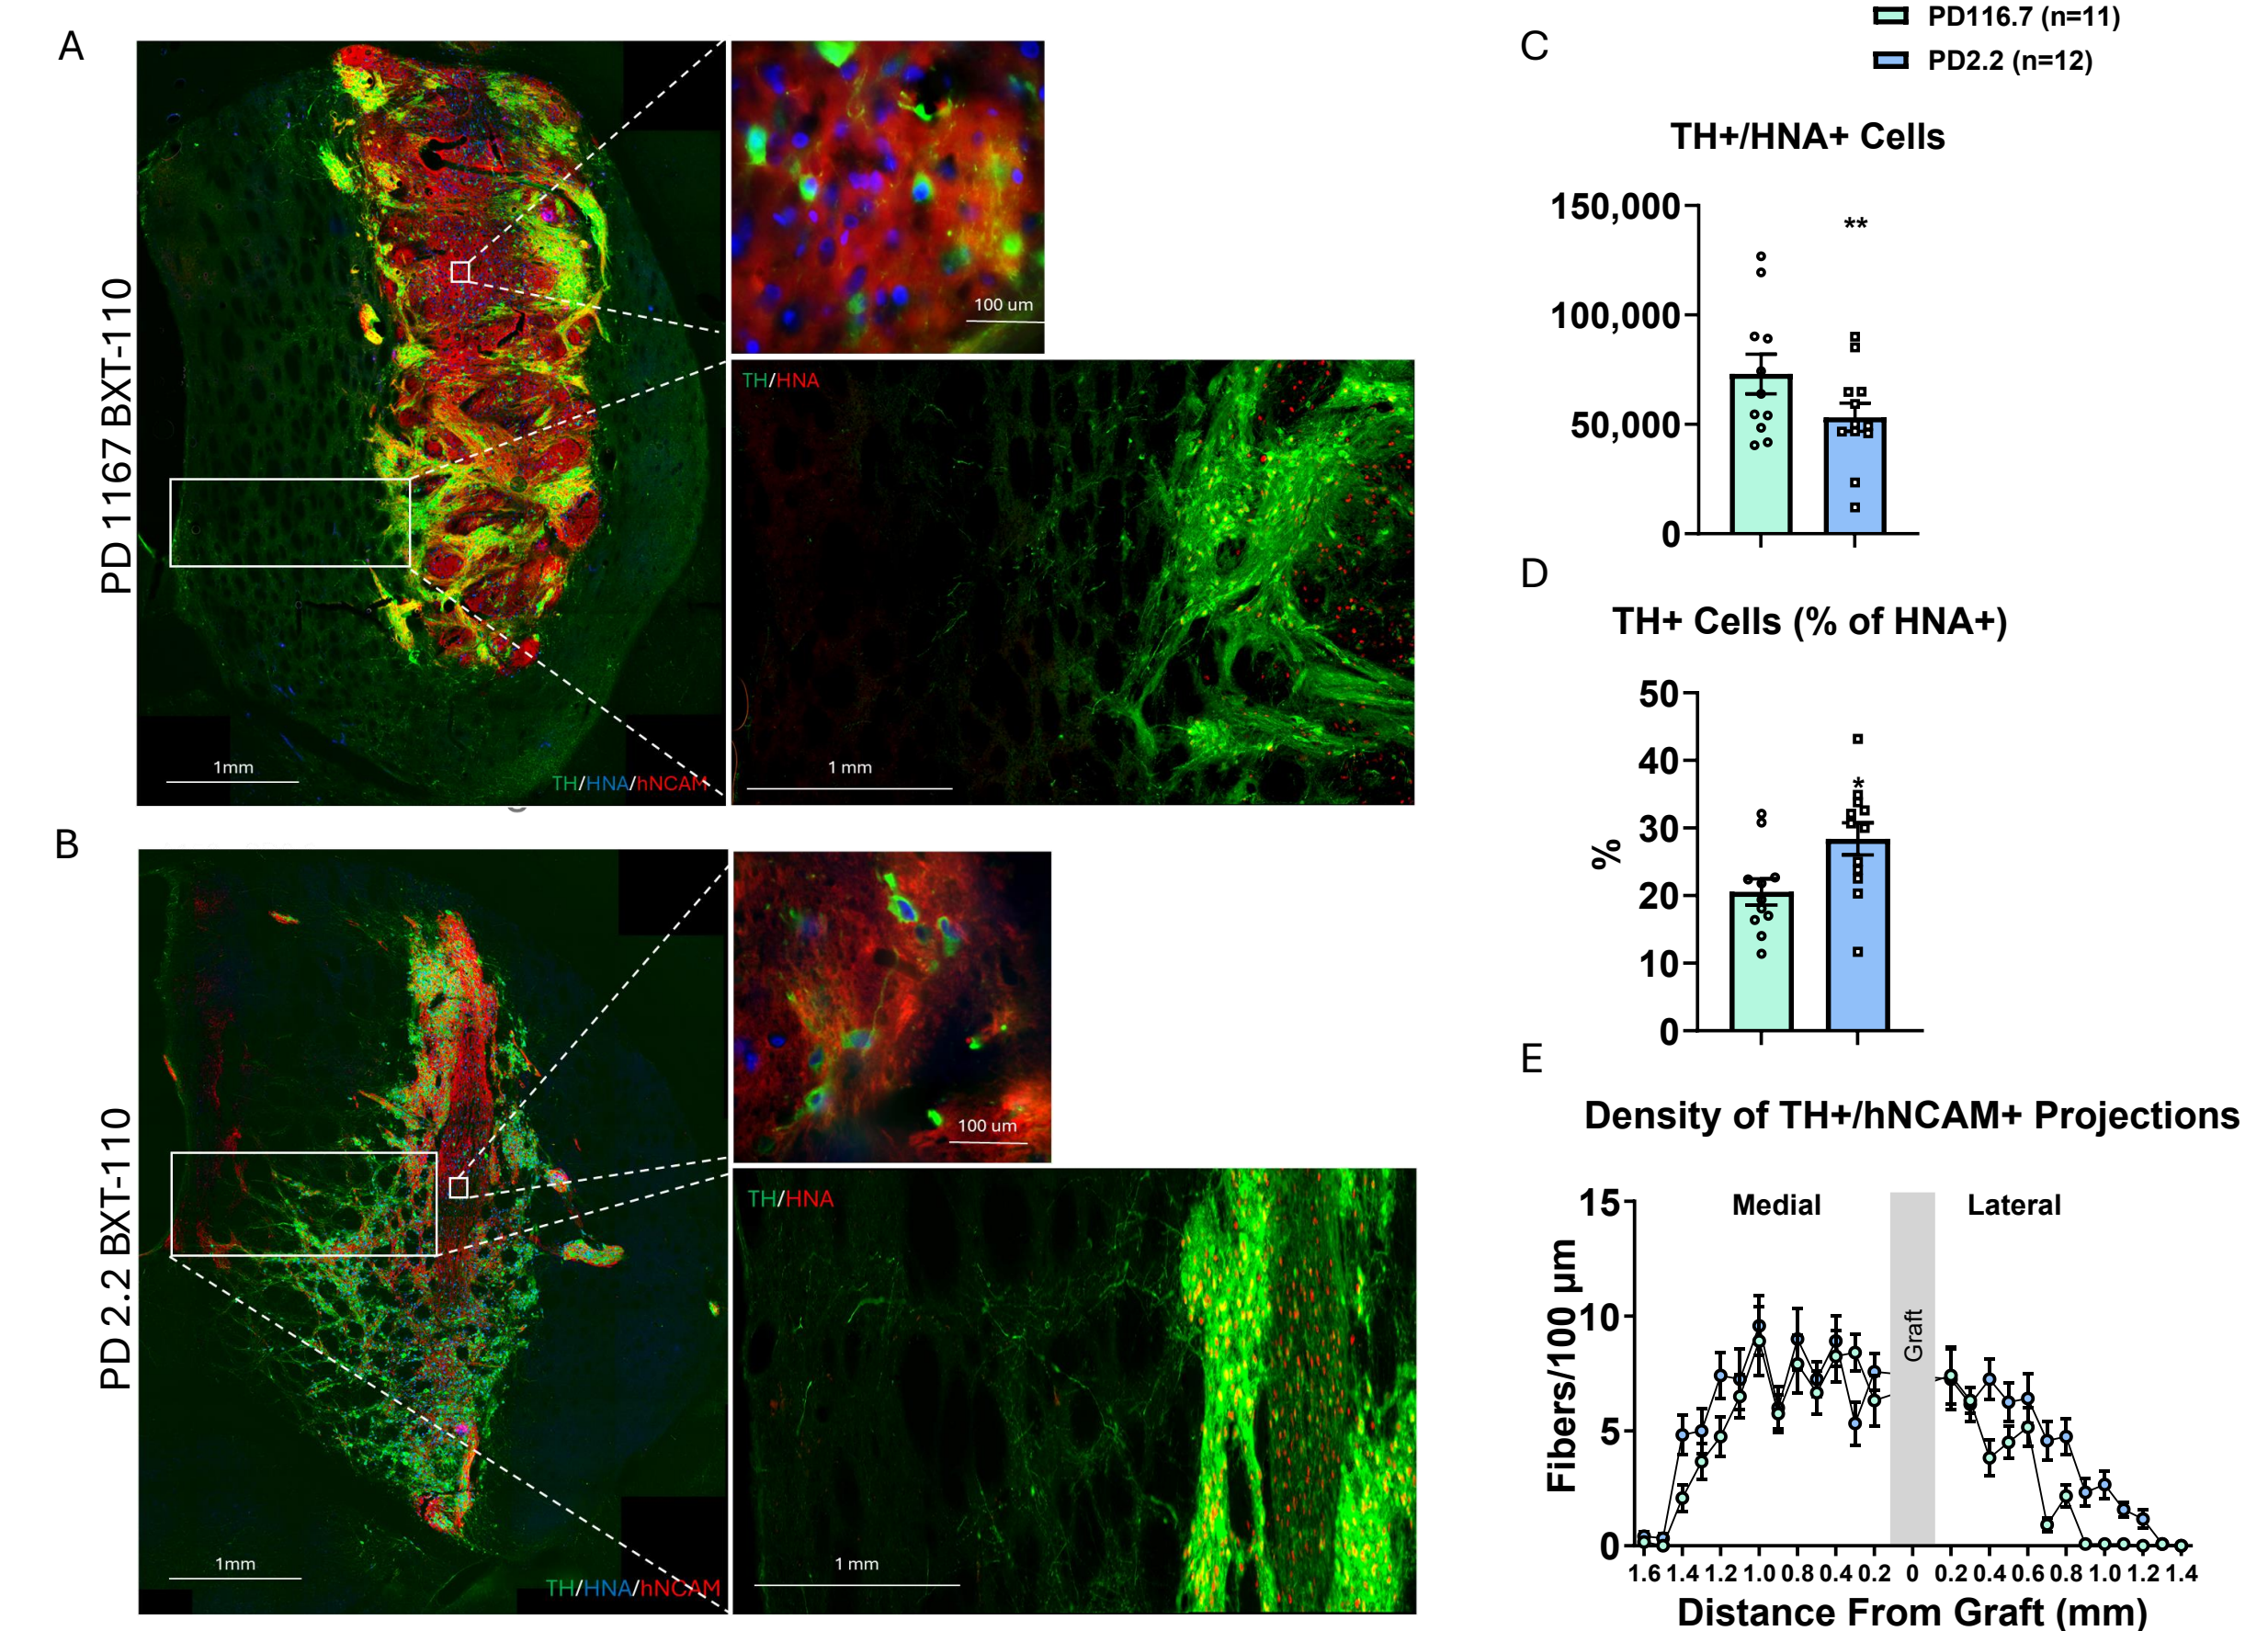 A
PD 1167 BXT-110
1mm
TH/HNA/hNCAM
100 um
TH/HNA
1 mm
B
PD 2.2 BXT-110
1mm
TH/HNA/hNCAM
100 um
TH/HNA
1 mm
C
PD116.7 (n=11)
PD2.2 (n=12)
TH+/HNA+ Cells
150,000
100,000
50,000
0
**
D
TH+ Cells (% of HNA+)
%
50
40
30
20
10
0
*
E
Density of TH+/hNCAM+ Projections
Fibers/100 µm
15
10
5
0
Medial
Graft
Lateral
1.6 1.4 1.2 1.0 0.8 0.4 0.2 0 0.2 0.4 0.6 0.8 1.0 1.2 1.4
Distance From Graft (mm)